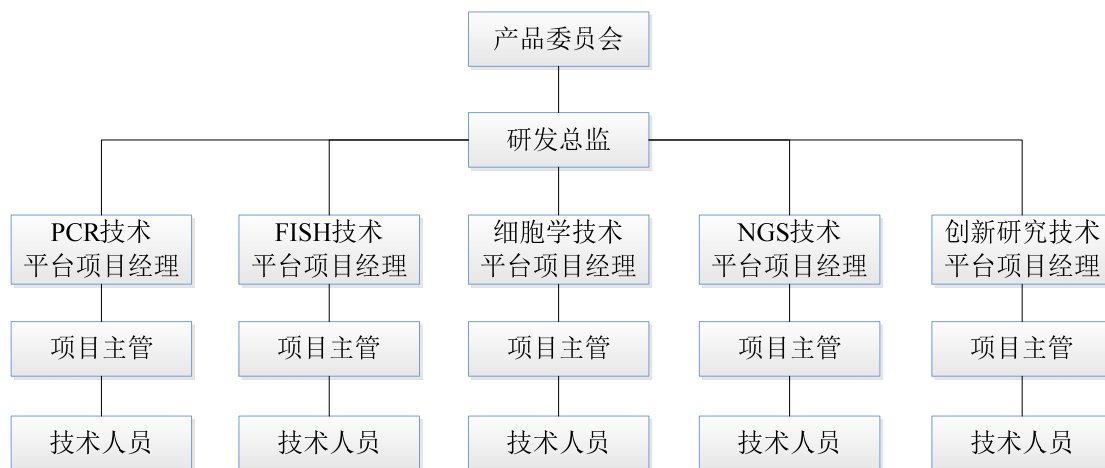 产品委员会
研发总监
PCR技术
平台项目经理
FISH技术
平台项目经理
细胞学技术
平台项目经理
NGS技术
平台项目经理
创新研究技术
平台项目经理
项目主管
项目主管
项目主管
项目主管
项目主管
技术人员
技术人员
技术人员
技术人员
技术人员